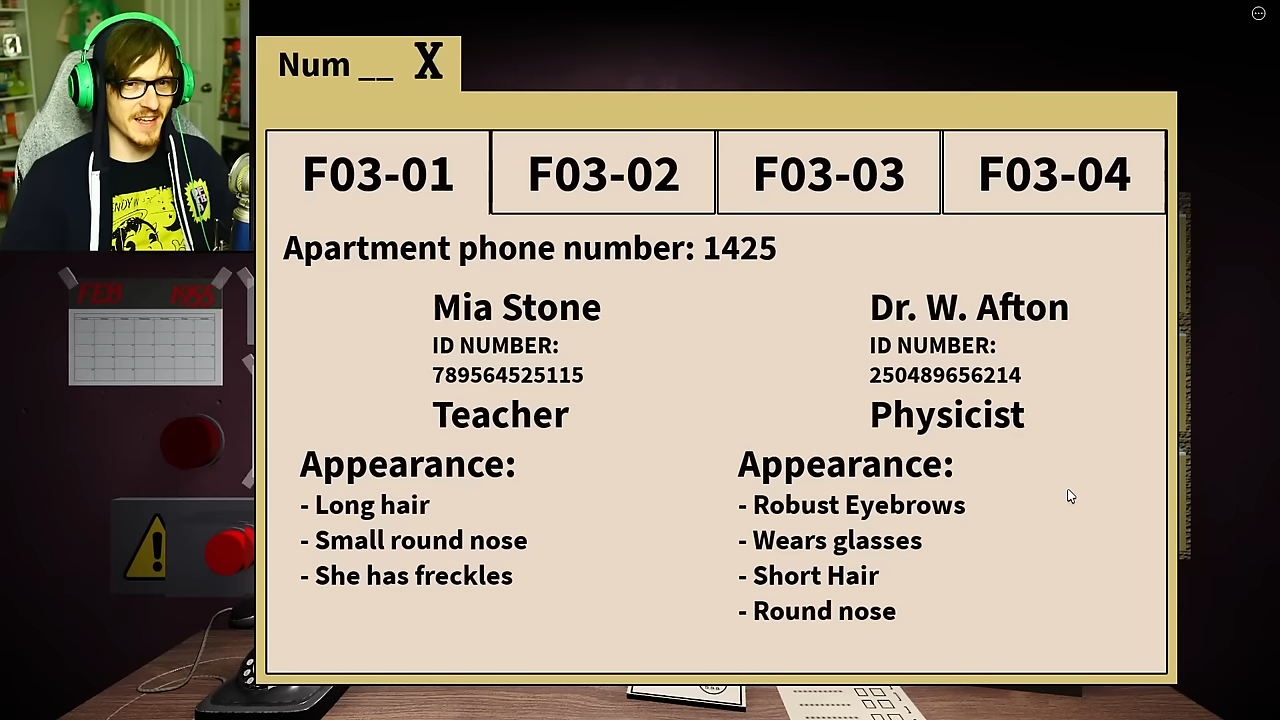 Num __ X
F03-01 F03-02 F03-03 F03-04
Apartment phone number: 1425
Mia Stone
ID NUMBER:
789564525115
Teacher
Appearance:
- Long hair
- Small round nose
- She has freckles
Dr. W. Afton
ID NUMBER:
250489656214
Physicist
Appearance:
- Robust Eyebrows
- Wears glasses
- Short Hair
- Round nose
FEB 1955